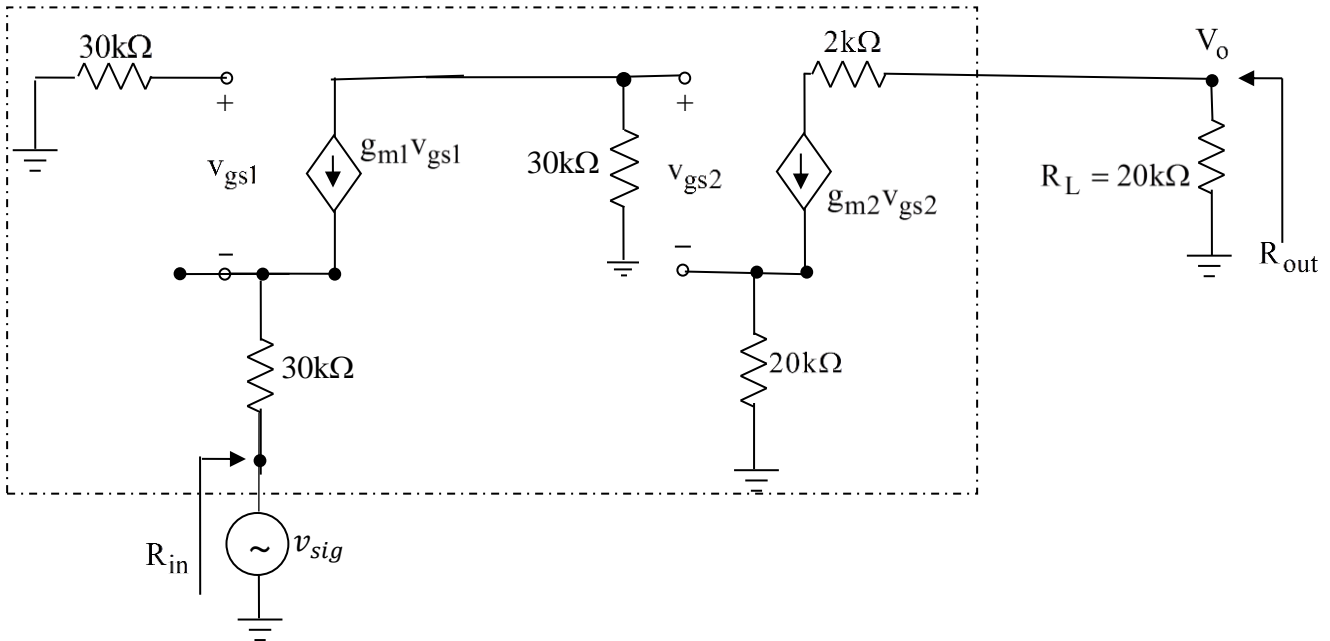 30kΩ
+
v_gs1
−
g_m1v_gs1
30kΩ
R_in
~
v_sig
30kΩ
+
v_gs2
−
2kΩ
g_m2v_gs2
20kΩ
V_o
R_L = 20kΩ
R_out